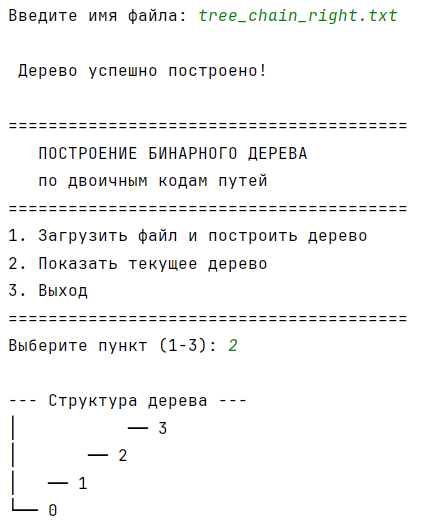 Введите имя файла: tree_chain_right.txt
Дерево успешно построено!
========================================
ПОСТРОЕНИЕ БИНАРНОГО ДЕРЕВА
по двоичным кодам путей
========================================
1. Загрузить файл и построить дерево
2. Показать текущее дерево
3. Выход
========================================
Выберите пункт (1-3): 2
--- Структура дерева ---
│           ── 3
│       ── 2
│   ── 1
└── 0